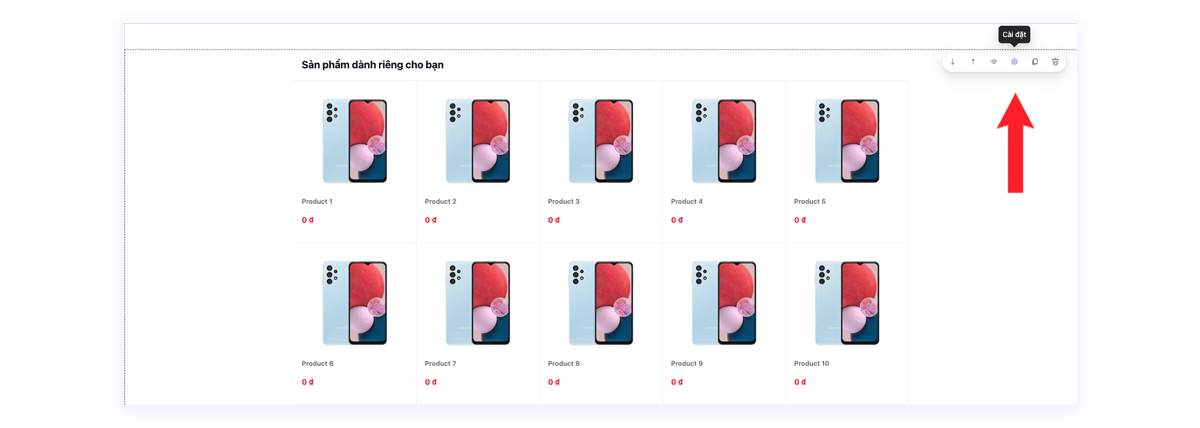 Cài đặt
Sản phẩm dành riêng cho bạn
Product 1
Product 2
Product 3
Product 4
Product 5
0 ₫
0 ₫
0 ₫
0 ₫
0 ₫
Product 6
Product 7
Product 8
Product 9
Product 10
0 ₫
0 ₫
0 ₫
0 ₫
0 ₫